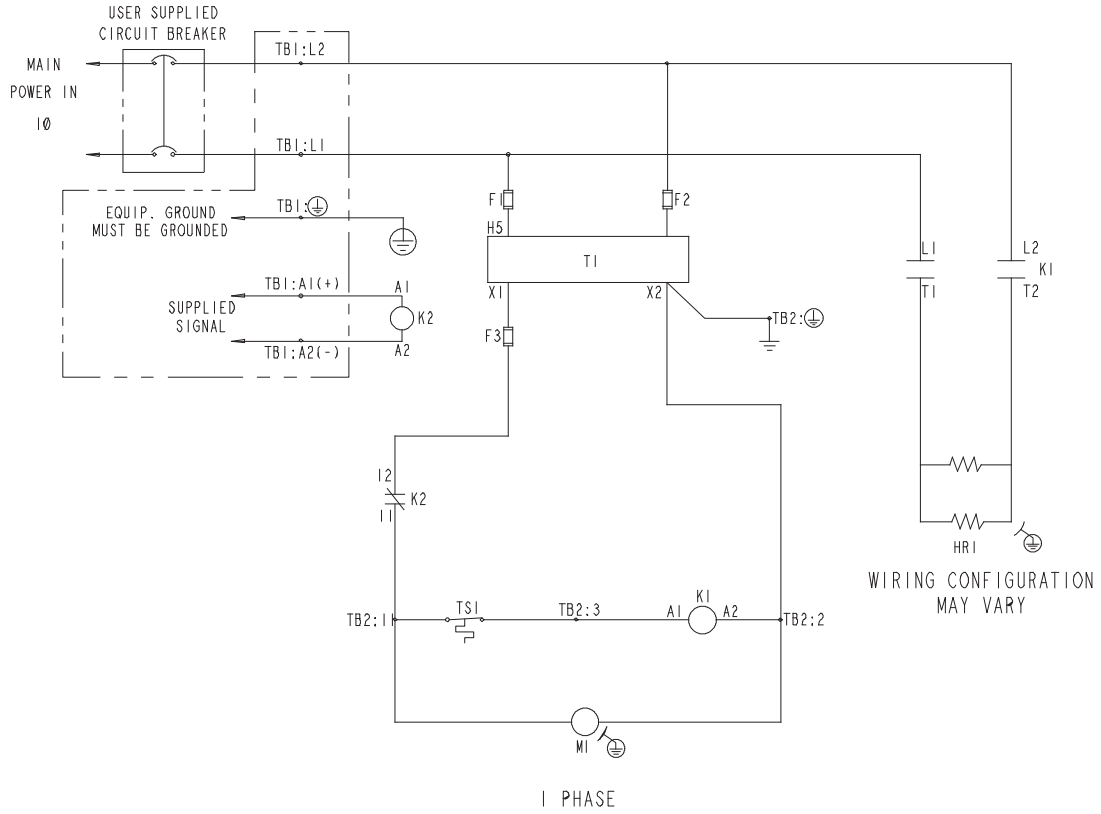 USER SUPPLIED
CIRCUIT BREAKER
MAIN
POWER IN
1Ø
TB1:L2
TB1:L1
EQUIP. GROUND
MUST BE GROUNDED
TB1:
SUPPLIED
SIGNAL
TB1:A1(+)
A1
K2
TB1:A2(-)
A2
F1
F2
H5
T1
X1
X2
F3
TB2:
L1
L2
K1
T1
T2
HR1
WIRING CONFIGURATION
MAY VARY
12
K2
11
TB2:11
TS1
TB2:3
A1
K1
A2
TB2:2
M1
1 PHASE